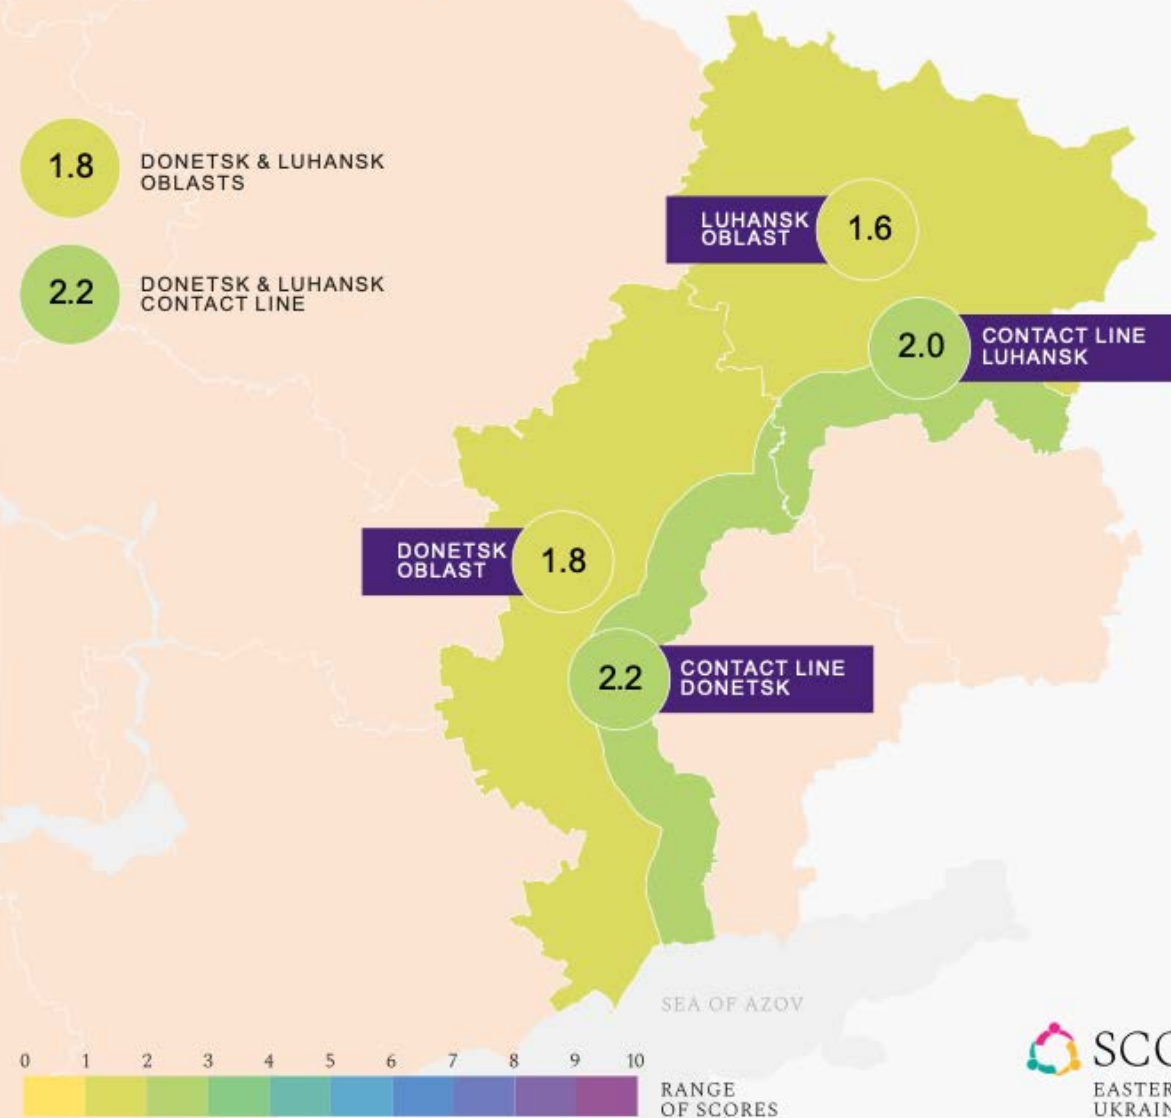 1.8
DONETSK & LUHANSK
OBLASTS
2.2
DONETSK & LUHANSK
CONTACT LINE
LUHANSK
OBLAST
1.6
2.0
CONTACT LINE
LUHANSK
DONETSK
OBLAST
1.8
2.2
CONTACT LINE
DONETSK
SEA OF AZOV
0 1 2 3 4 5 6 7 8 9 10
RANGE
OF SCORES